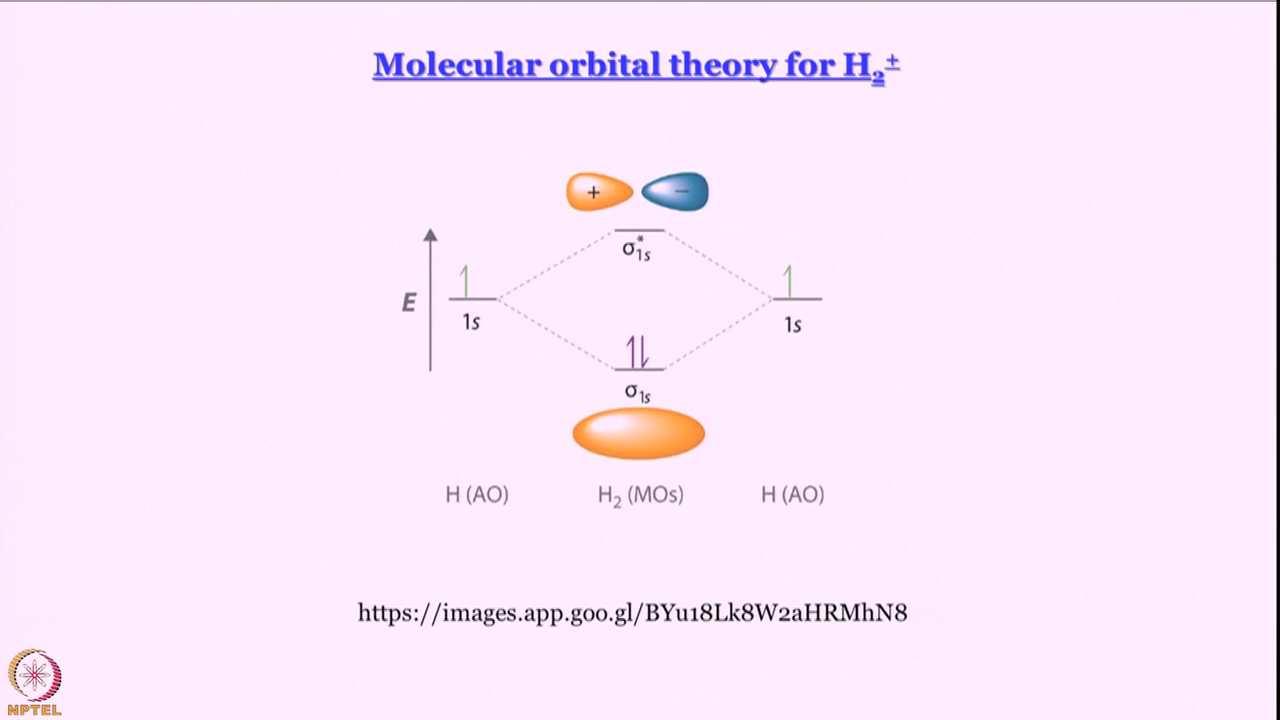 Molecular orbital theory for H₂⁺
+ −
σ*1s
E
1s
1s
σ1s
H (AO) H₂ (MOs) H (AO)
https://images.app.goo.gl/BYu18Lk8W2aHRMhN8
NPTEL